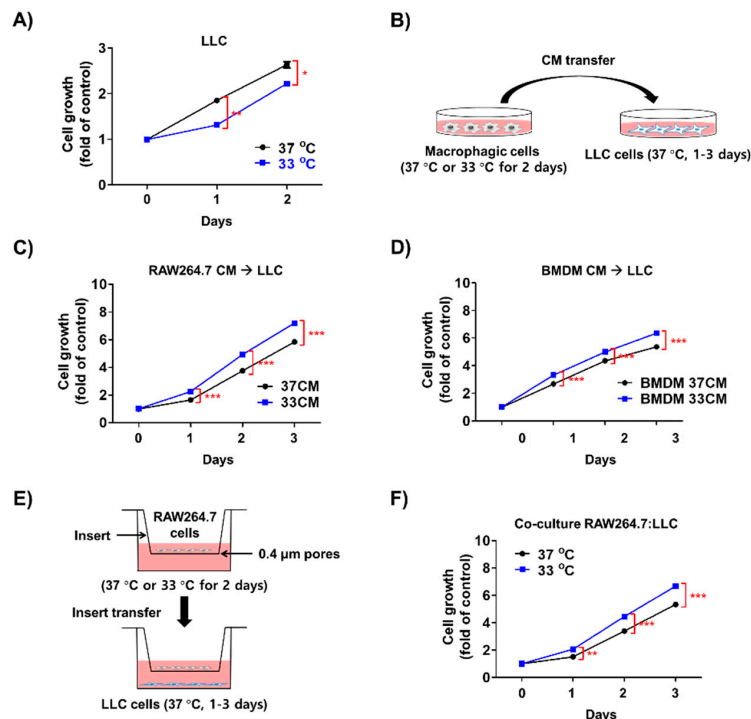 A)
LLC
Cell growth
(fold of control)
3
2
1
0
*
**
37 °C
33 °C
0 1 2
Days
B)
CM transfer
Macrophagic cells
(37 °C or 33 °C for 2 days)
LLC cells (37 °C, 1-3 days)
C)
RAW264.7 CM → LLC
Cell growth
(fold of control)
10
8
6
4
2
0
***
***
***
37CM
33CM
0 1 2 3
Days
D)
BMDM CM → LLC
Cell growth
(fold of control)
10
8
6
4
2
0
***
***
***
BMDM 37CM
BMDM 33CM
0 1 2 3
Days
E)
RAW264.7
cells
Insert
0.4 µm pores
(37 °C or 33 °C for 2 days)
Insert transfer
LLC cells (37 °C, 1-3 days)
F)
Co-culture RAW264.7:LLC
Cell growth
(fold of control)
10
8
6
4
2
0
37 °C
33 °C
**
***
***
0 1 2 3
Days